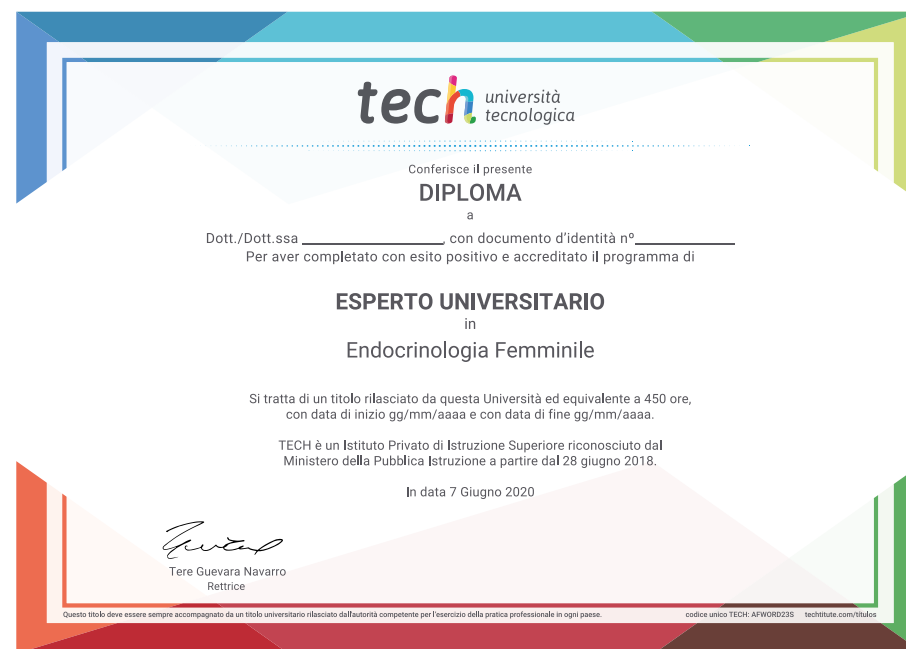 tech università
tecnologica
Conferisce il presente
DIPLOMA
a
Dott./Dott.ssa ____________________, con documento d'identità nº______________
Per aver completato con esito positivo e accreditato il programma di
ESPERTO UNIVERSITARIO
in
Endocrinologia Femminile
Si tratta di un titolo rilasciato da questa Università ed equivalente a 450 ore,
con data di inizio gg/mm/aaaa e con data di fine gg/mm/aaaa.
TECH è un Istituto Privato di Istruzione Superiore riconosciuto dal
Ministero della Pubblica Istruzione a partire dal 28 giugno 2018.
In data 7 Giugno 2020
Tere Guevara Navarro
Rettrice
Questo titolo deve essere sempre accompagnato da un titolo universitario rilasciato dall'autorità competente per l'esercizio della pratica professionale in ogni paese. codice unico TECH: AFWORD23S techtitute.com/titulos